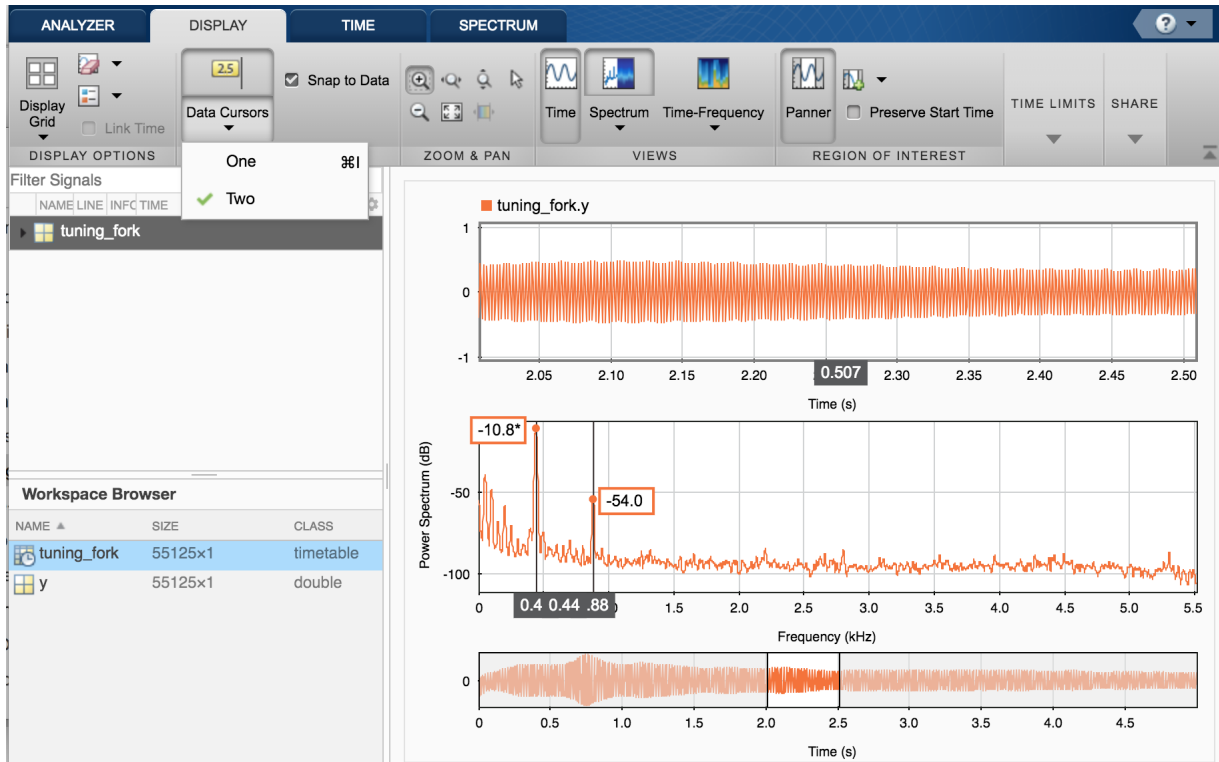 ANALYZER DISPLAY TIME SPECTRUM ?
2.5
Snap to Data
Display Grid
Link Time
Data Cursors
Time Spectrum Time-Frequency
Panner
Preserve Start Time
TIME LIMITS SHARE
DISPLAY OPTIONS ZOOM & PAN VIEWS REGION OF INTEREST
One ⌘I
Two
Filter Signals
NAME LINE INFO TIME
tuning_fork
tuning_fork.y
1
0
-1
2.05 2.10 2.15 2.20 0.507 2.30 2.35 2.40 2.45 2.50
Time (s)
-10.8*
Power Spectrum (dB)
-50
-54.0
-100
0 0.4 0.44 .88 1.5 2.0 2.5 3.0 3.5 4.0 4.5 5.0 5.5
Frequency (kHz)
0
0 0.5 1.0 1.5 2.0 2.5 3.0 3.5 4.0 4.5
Time (s)
Workspace Browser
NAME ▲ SIZE CLASS
tuning_fork 55125×1 timetable
y 55125×1 double